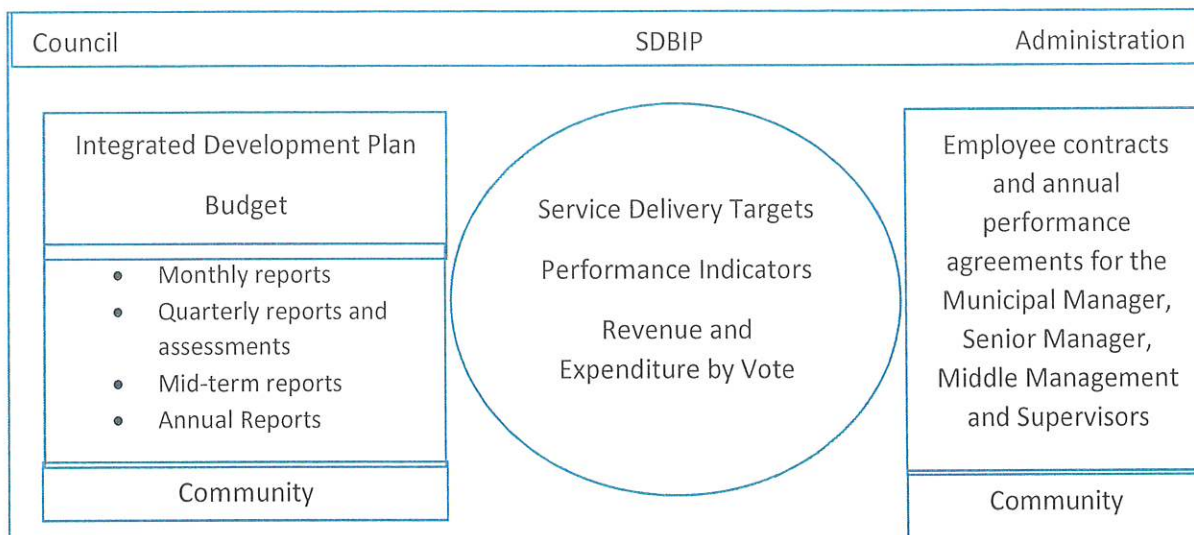 Council SDBIP Administration
Integrated Development Plan
Budget
• Monthly reports
• Quarterly reports and
assessments
• Mid-term reports
• Annual Reports
Community
Service Delivery Targets
Performance Indicators
Revenue and
Expenditure by Vote
Employee contracts
and annual
performance
agreements for the
Municipal Manager,
Senior Manager,
Middle Management
and Supervisors
Community